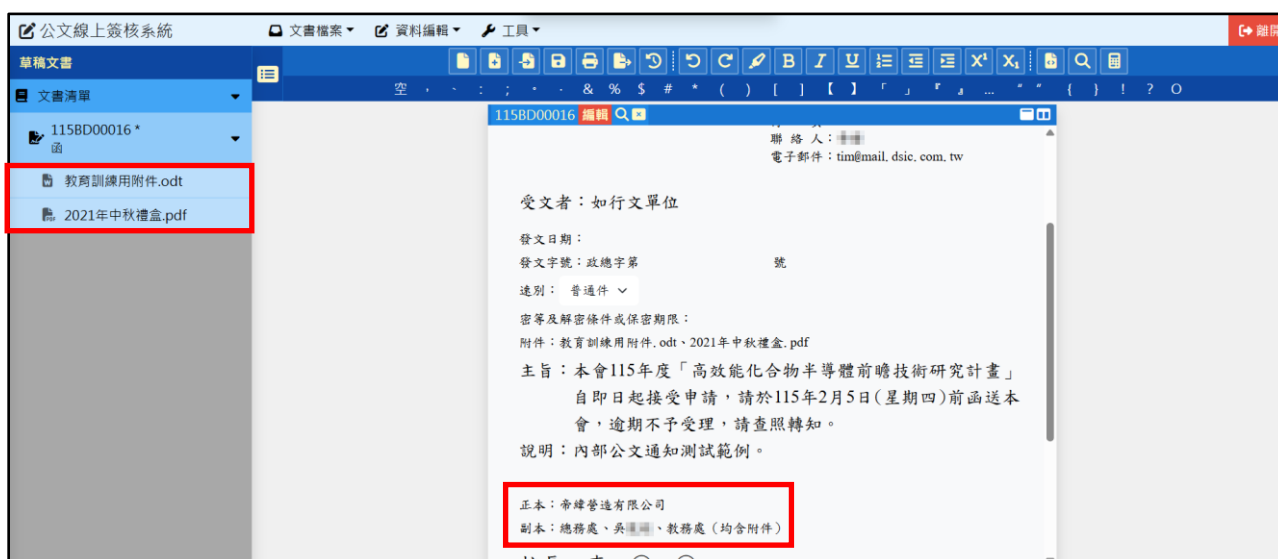 公文線上簽核系統
文書檔案 資料編輯 工具
離開
草稿文書
文書清單
115BD00016 *
函
教育訓練用附件.odt
2021年中秋禮盒.pdf
B I U X¹ X₁
空 , 、 : ; 。 . & % $ # * ( ) [ ] 【 】 「 」 『 』 … “ ” { } ! ? O
115BD00016 編輯
聯 絡 人:
電子郵件:tim@mail.dsic.com.tw
受文者:如行文單位
發文日期:
發文字號:政總字第 號
速別: 普通件
密等及解密條件或保密期限:
附件:教育訓練用附件.odt、2021年中秋禮盒.pdf
主旨:本會115年度「高效能化合物半導體前瞻技術研究計畫」
自即日起接受申請,請於115年2月5日(星期四)前函送本
會,逾期不予受理,請查照轉知。
說明:內部公文通知測試範例。
正本:帝緯營造有限公司
副本:總務處、吳、教務處(均含附件)